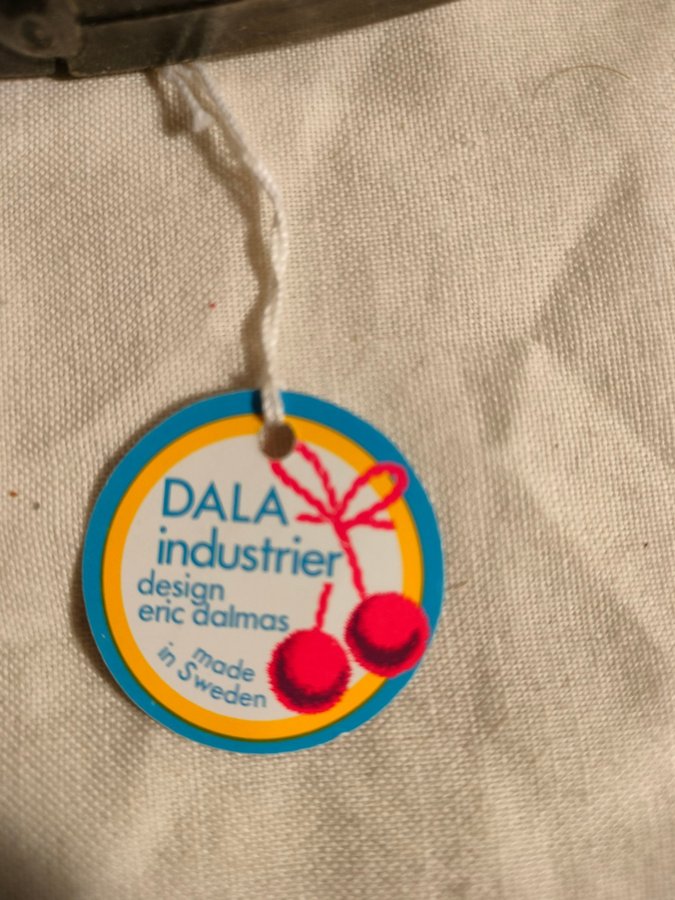 DALA
industrier
design
eric dalmas
made
in Sweden